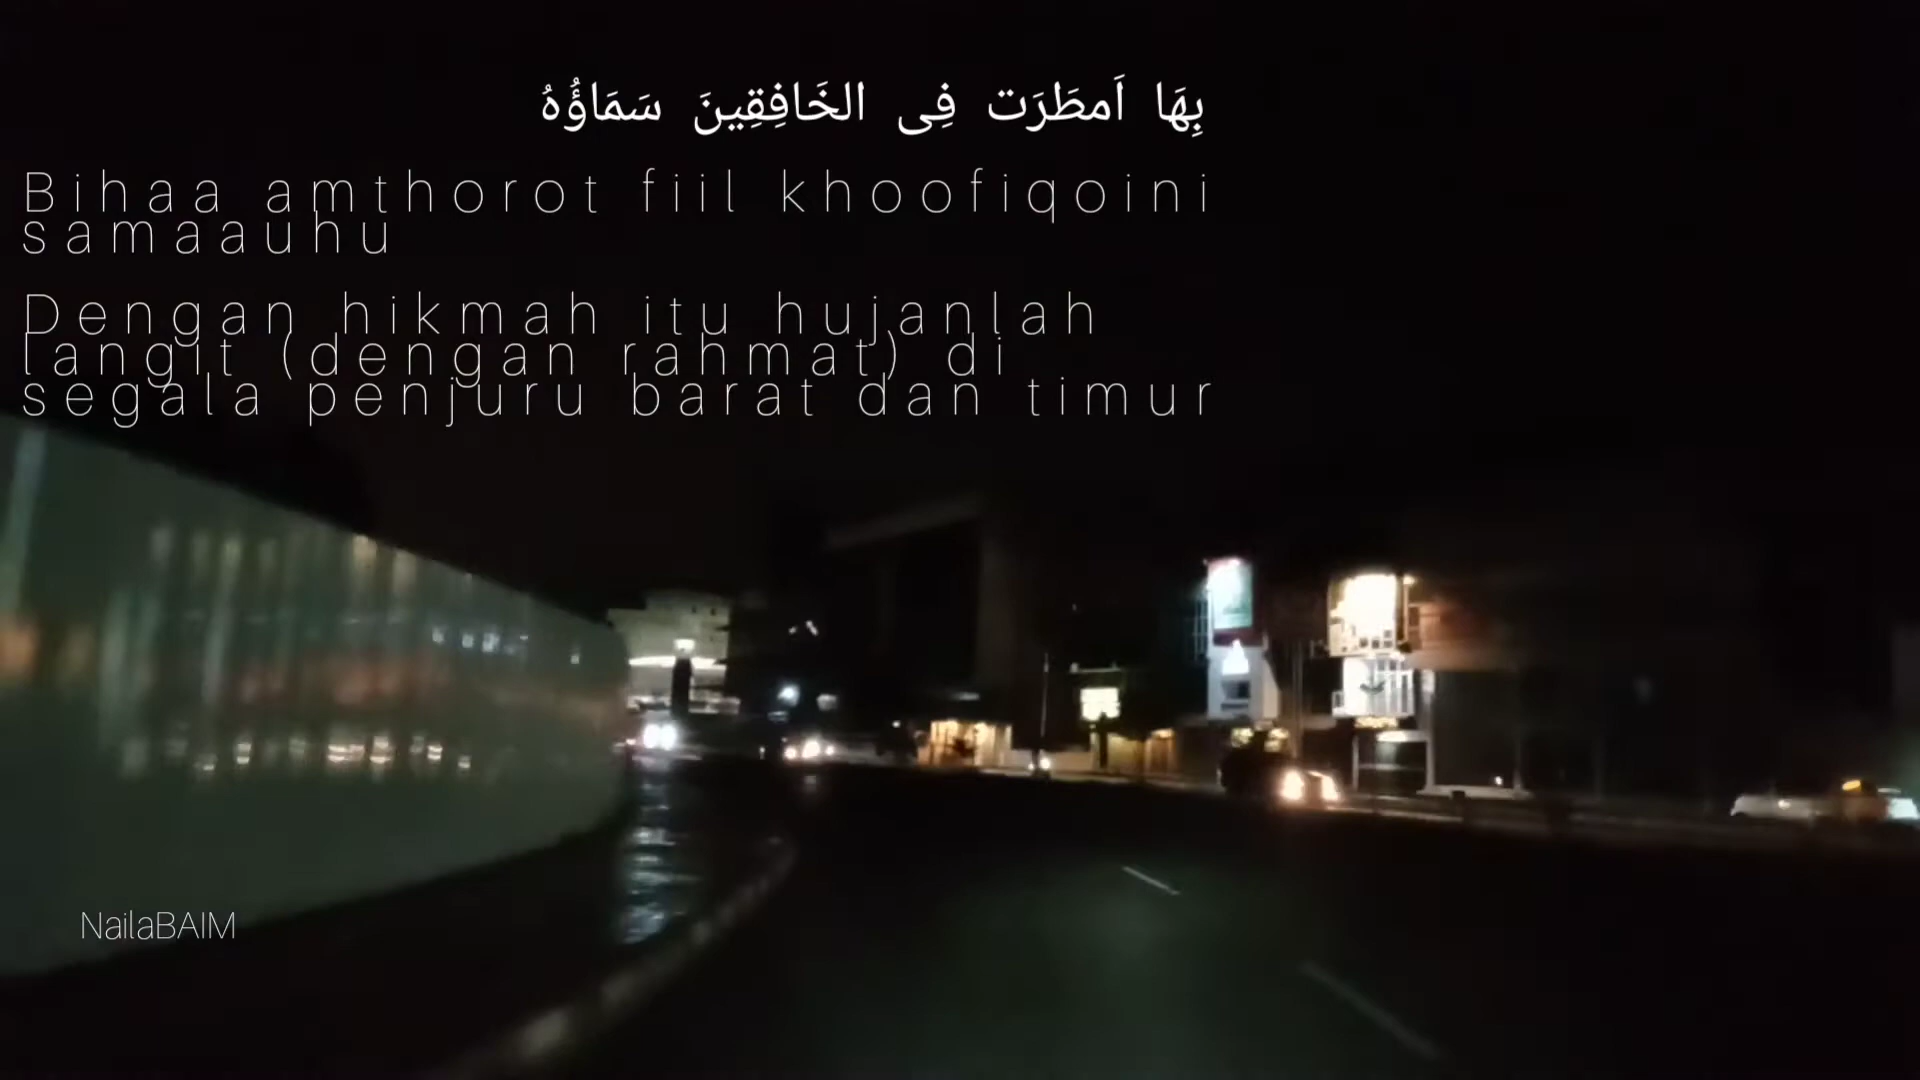 بِهَا اَمطَرَت فِى الخَافِقِينَ سَمَاؤُهُ
Bihaa amthorot fiil khoofiqoini
samaauhu
Dengan hikmah itu hujanlah
langit (dengan rahmat) di
segala penjuru barat dan timur
NailaBAIM